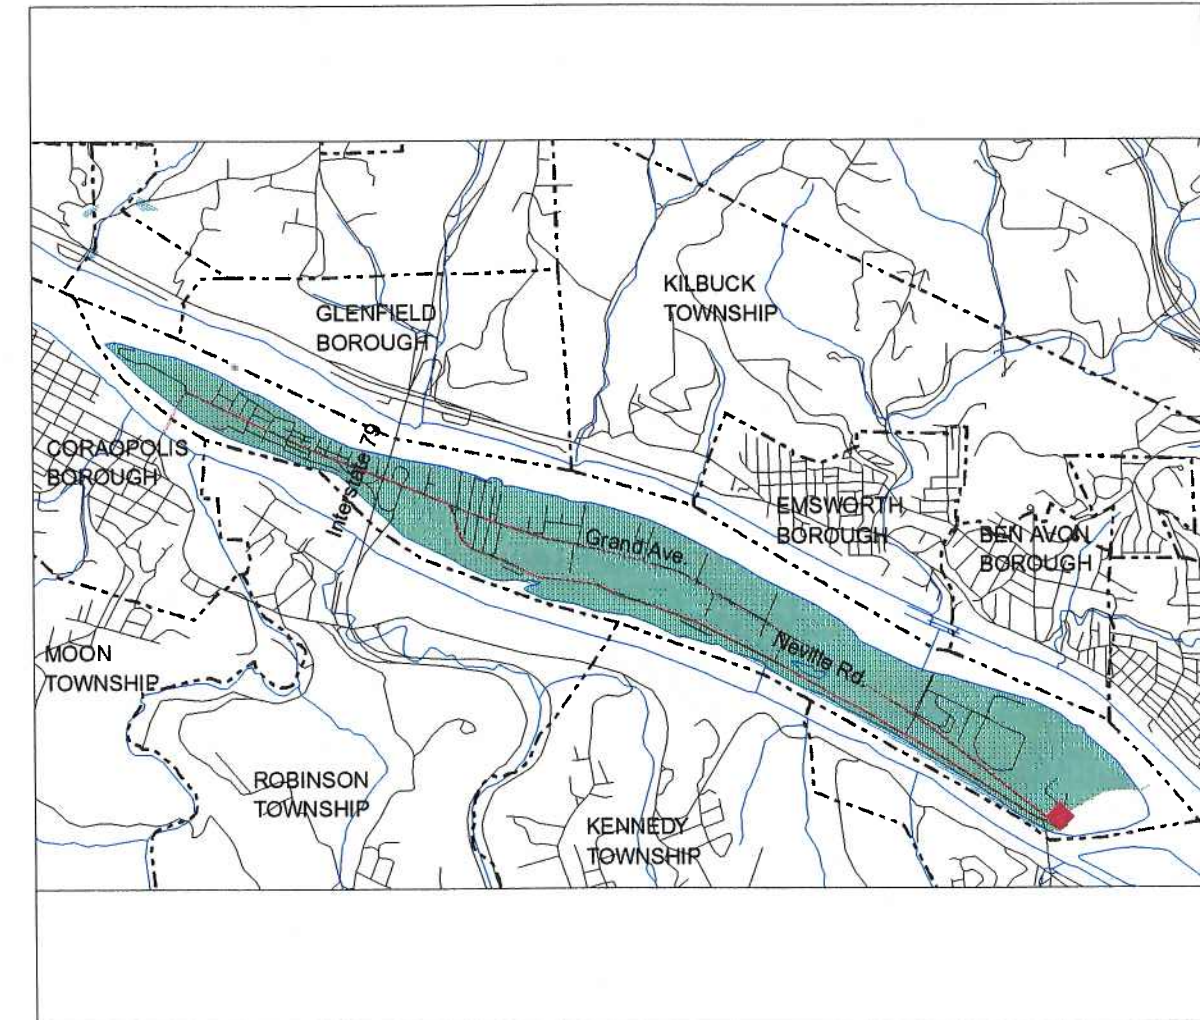 KILBUCK
TOWNSHIP
GLENFIELD
BOROUGH
CORAOPOLIS
BOROUGH
Interstate 79
EMSWORTH
BOROUGH
BEN AVON
BOROUGH
Grand Ave.
Neville Rd.
MOON
TOWNSHIP
ROBINSON
TOWNSHIP
KENNEDY
TOWNSHIP